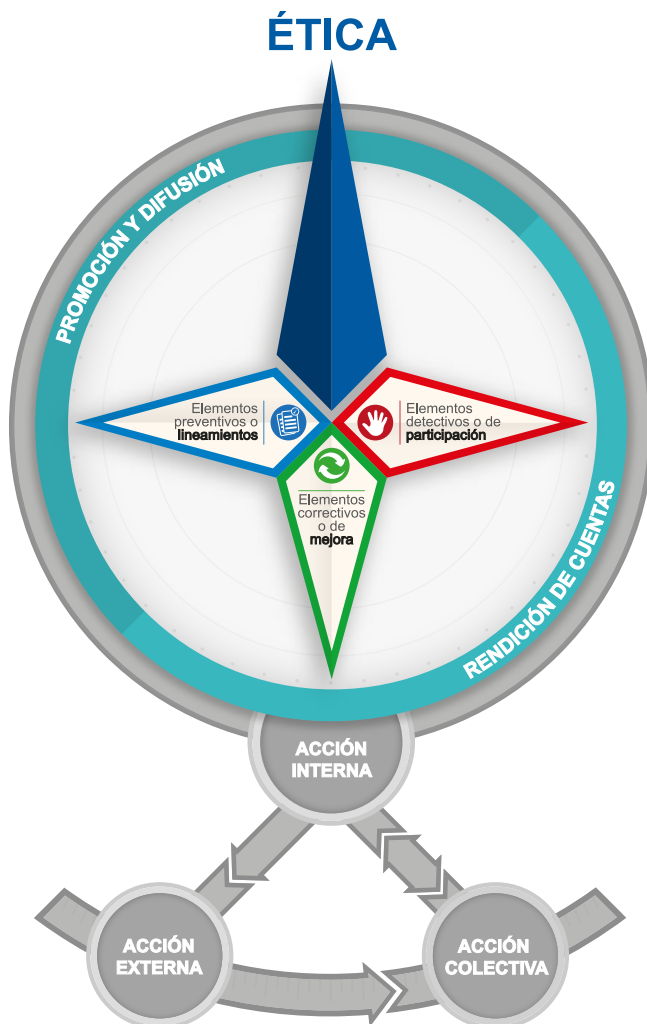 ÉTICA
PROMOCIÓN Y DIFUSIÓN
Elementos
preventivos o
lineamientos
Elementos
detectivos o de
participación
Elementos
correctivos
o de
mejora
RENDICIÓN DE CUENTAS
ACCIÓN
INTERNA
ACCIÓN
EXTERNA
ACCIÓN
COLECTIVA